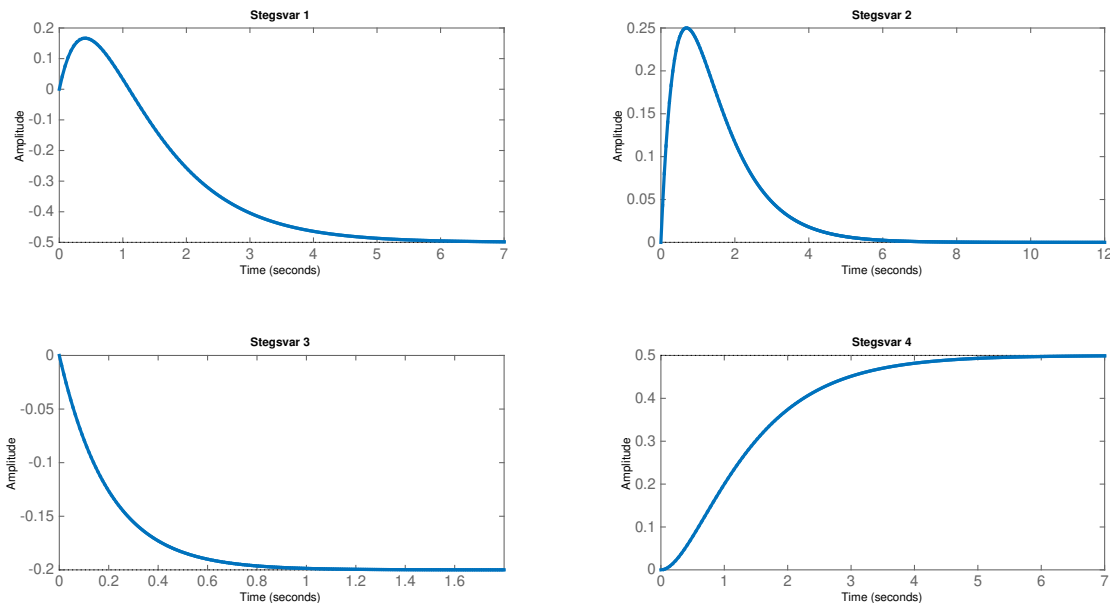 Stegsvar 1
0.2
0.1
0
-0.1
-0.2
-0.3
-0.4
-0.5
Amplitude
0 1 2 3 4 5 6 7
Time (seconds)
Stegsvar 2
0.25
0.2
0.15
0.1
0.05
0
Amplitude
0 2 4 6 8 10 12
Time (seconds)
Stegsvar 3
0
-0.05
-0.1
-0.15
-0.2
Amplitude
0 0.2 0.4 0.6 0.8 1 1.2 1.4 1.6
Time (seconds)
Stegsvar 4
0.5
0.4
0.3
0.2
0.1
0
Amplitude
0 1 2 3 4 5 6 7
Time (seconds)